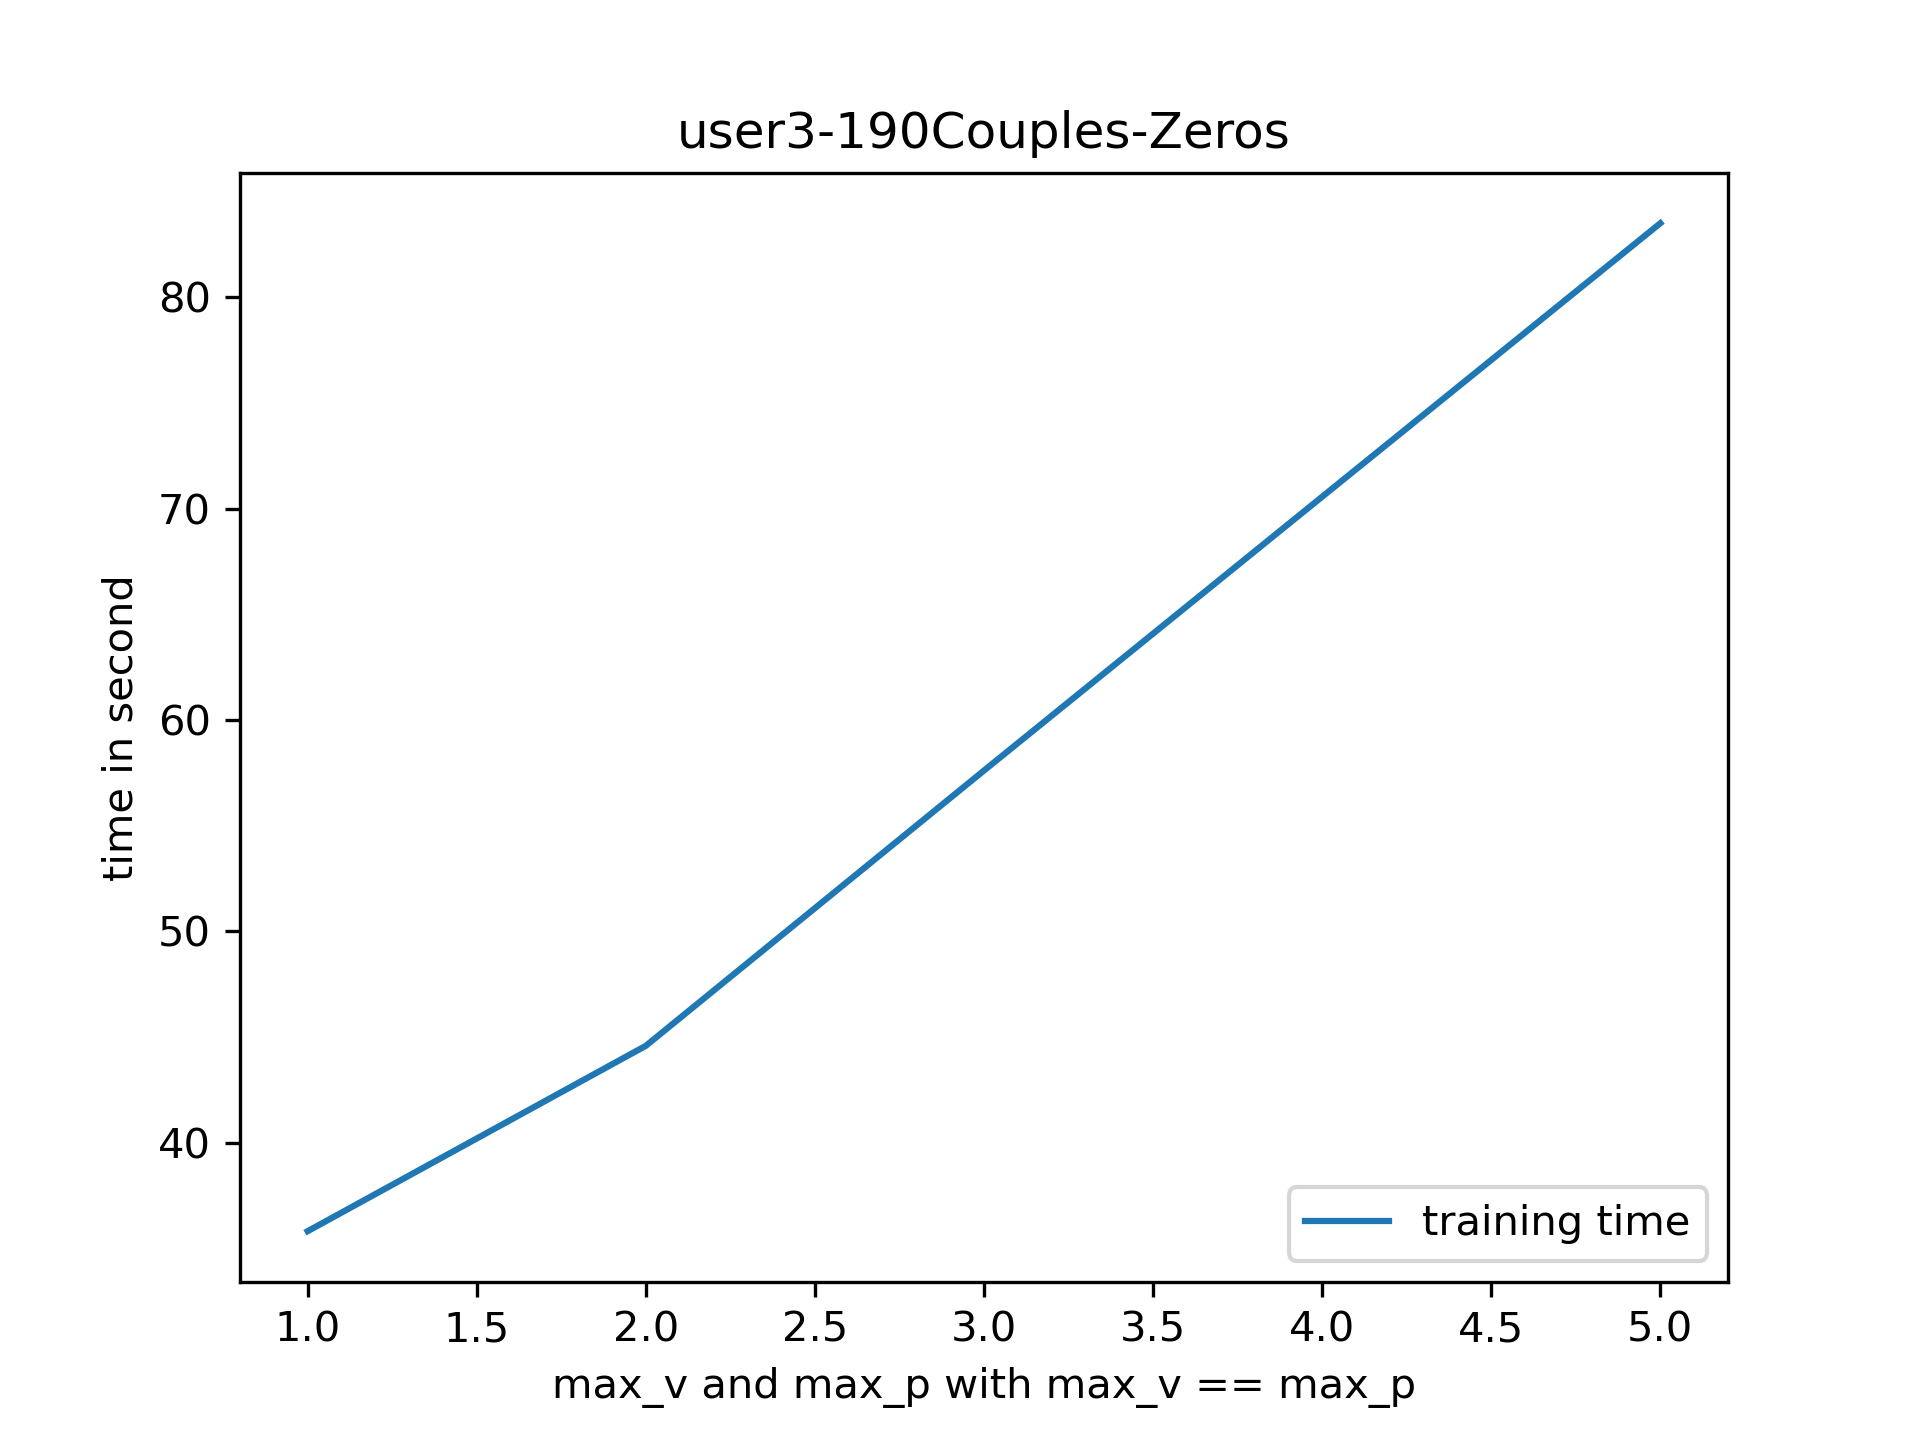 user3-190Couples-Zeros
80
70
60
50
40
time in second
training time
1.0 1.5 2.0 2.5 3.0 3.5 4.0 4.5 5.0
max_v and max_p with max_v == max_p